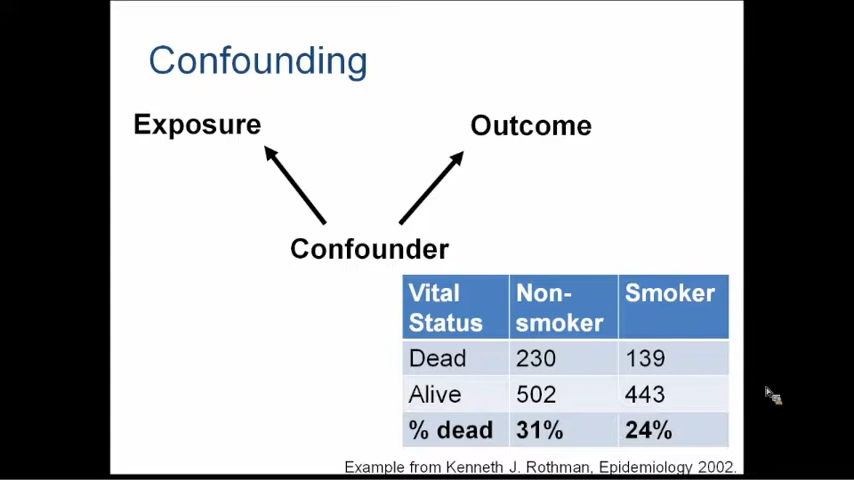 Confounding
Exposure
Outcome
Confounder
Vital Status Non-smoker Smoker
Dead 230 139
Alive 502 443
% dead 31% 24%
Example from Kenneth J. Rothman, Epidemiology 2002.